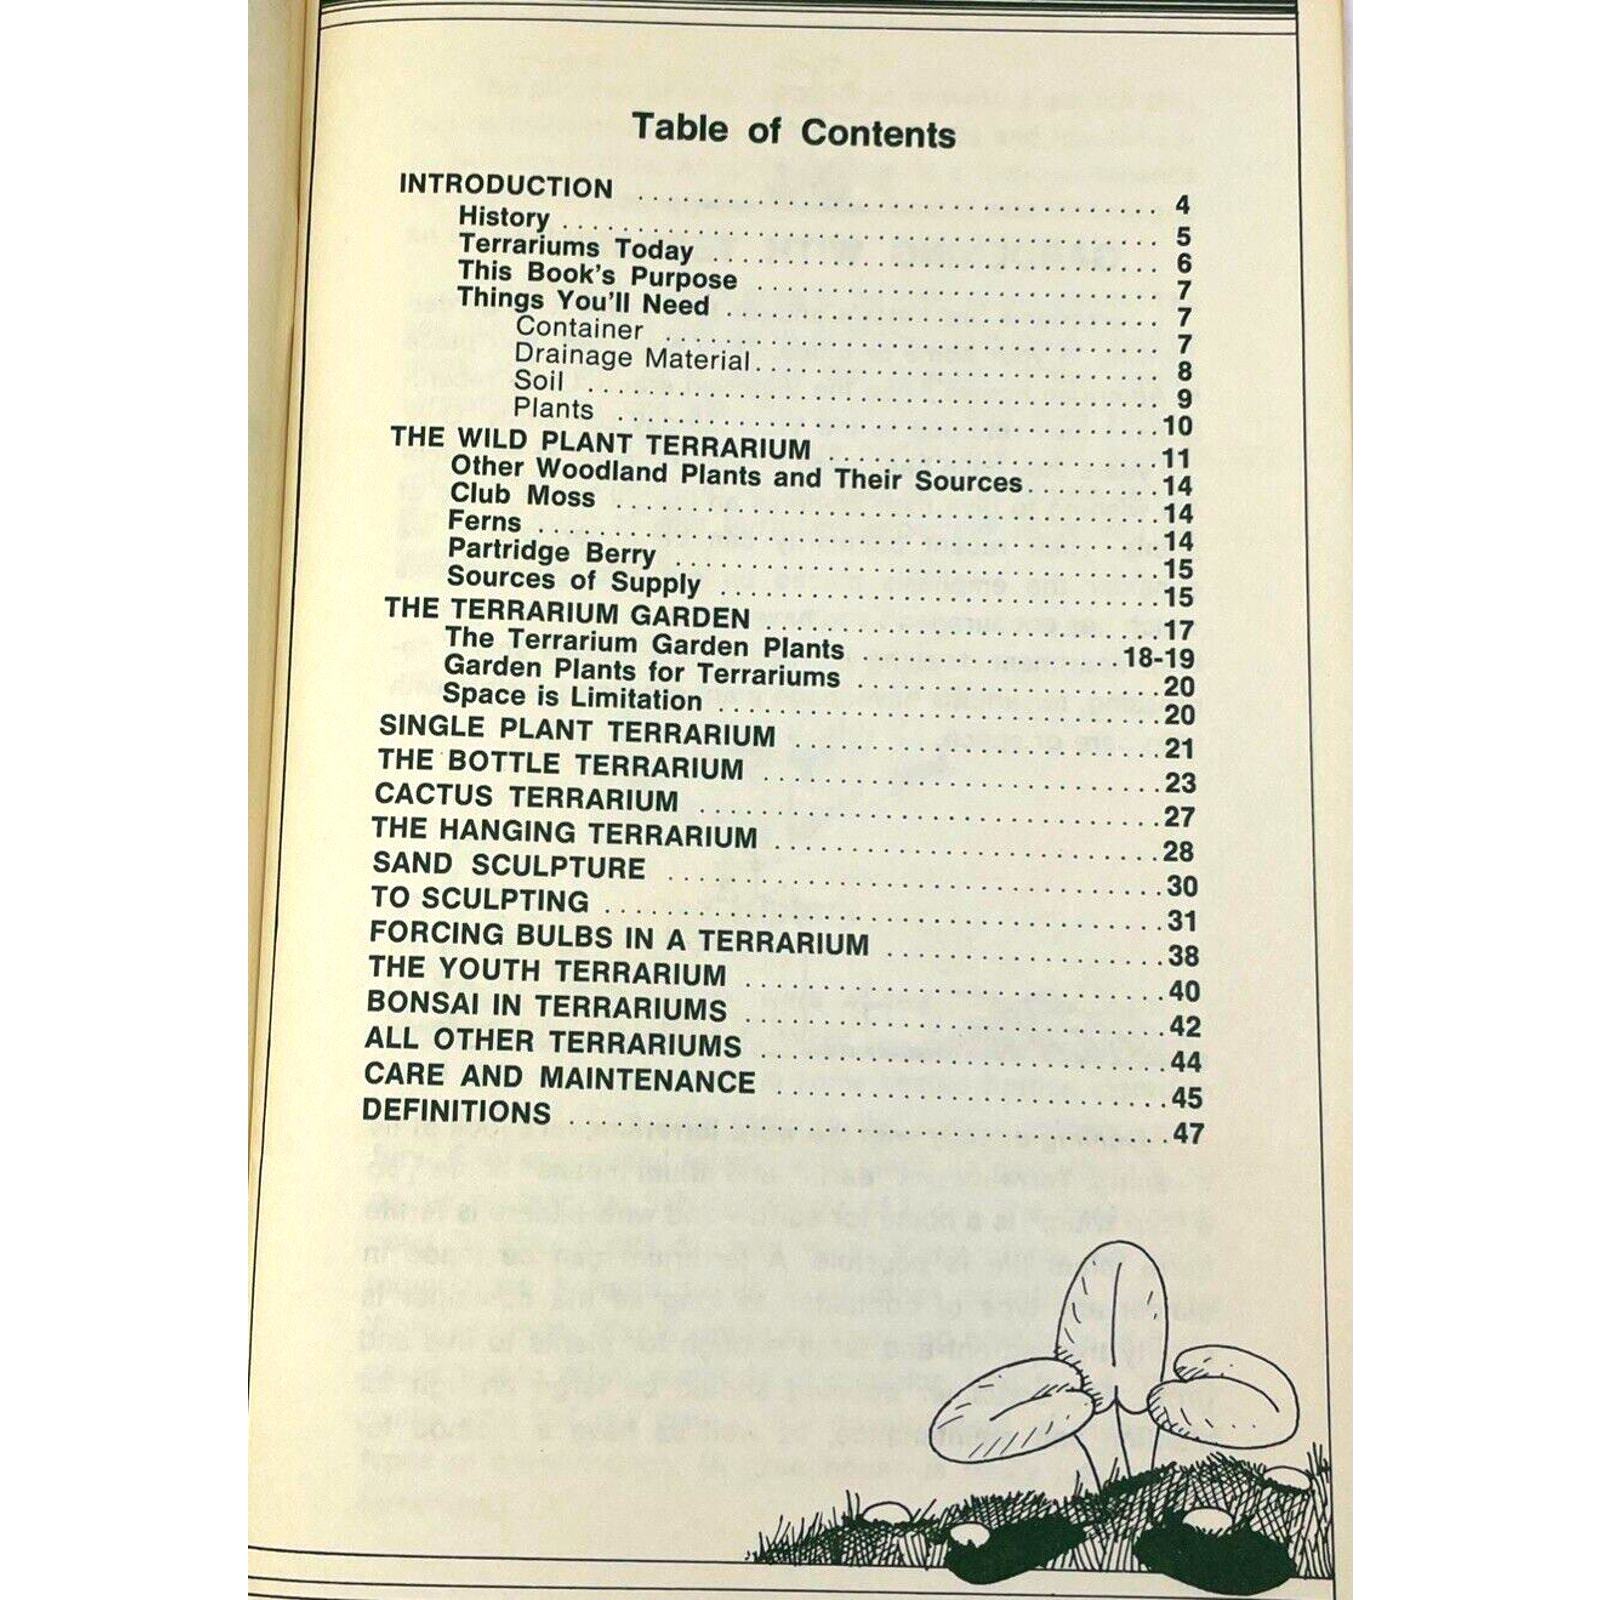 Table of Contents
INTRODUCTION ................................ 4
History ..................................... 5
Terrariums Today ............................ 6
This Book's Purpose ......................... 7
Things You'll Need .......................... 7
Container ................................... 7
Drainage Material ........................... 8
Soil ........................................ 9
Plants ...................................... 10
THE WILD PLANT TERRARIUM .................... 11
Other Woodland Plants and Their Sources ..... 14
Club Moss ................................... 14
Ferns ....................................... 14
Partridge Berry ............................. 15
Sources of Supply ........................... 15
THE TERRARIUM GARDEN ........................ 17
The Terrarium Garden Plants ................. 18-19
Garden Plants for Terrariums ................ 20
Space is Limitation ......................... 20
SINGLE PLANT TERRARIUM ...................... 21
THE BOTTLE TERRARIUM ........................ 23
CACTUS TERRARIUM ............................ 27
THE HANGING TERRARIUM ....................... 28
SAND SCULPTURE .............................. 30
TO SCULPTING ................................ 31
FORCING BULBS IN A TERRARIUM ................ 38
THE YOUTH TERRARIUM ......................... 40
BONSAI IN TERRARIUMS ........................ 42
ALL OTHER TERRARIUMS ........................ 44
CARE AND MAINTENANCE ........................ 45
DEFINITIONS ................................. 47